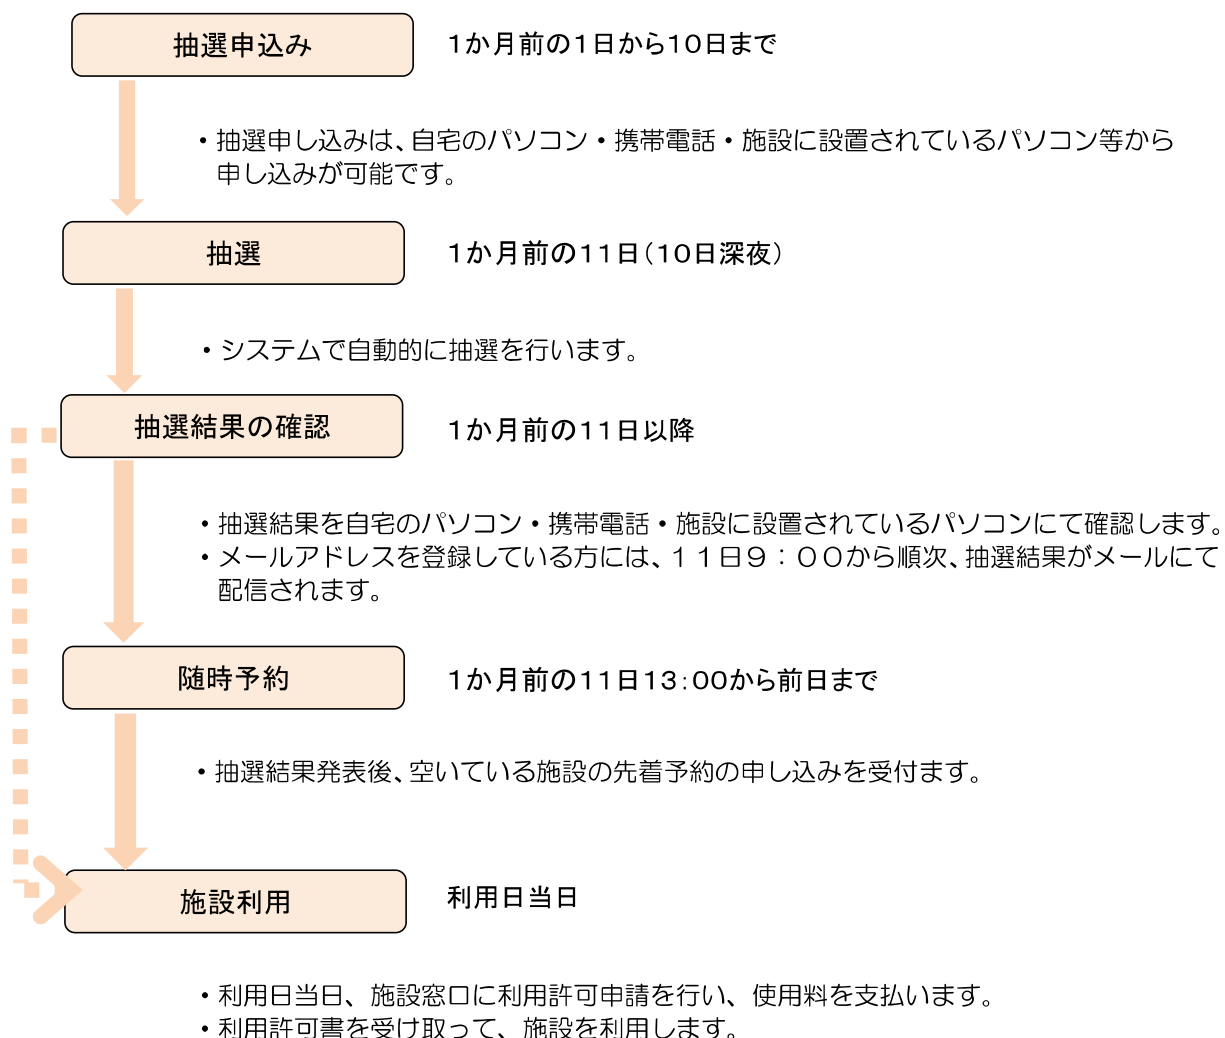 抽選申込み
1か月前の1日から10日まで
・抽選申し込みは、自宅のパソコン・携帯電話・施設に設置されているパソコン等から
申し込みが可能です。
抽選
1か月前の11日（10日深夜）
・システムで自動的に抽選を行います。
抽選結果の確認
1か月前の11日以降
・抽選結果を自宅のパソコン・携帯電話・施設に設置されているパソコンにて確認します。
・メールアドレスを登録している方には、１１日９：００から順次、抽選結果がメールにて
配信されます。
随時予約
1か月前の11日13:00から前日まで
・抽選結果発表後、空いている施設の先着予約の申し込みを受付ます。
施設利用
利用日当日
・利用日当日、施設窓口に利用許可申請を行い、使用料を支払います。
・利用許可書を受け取って、施設を利用します。